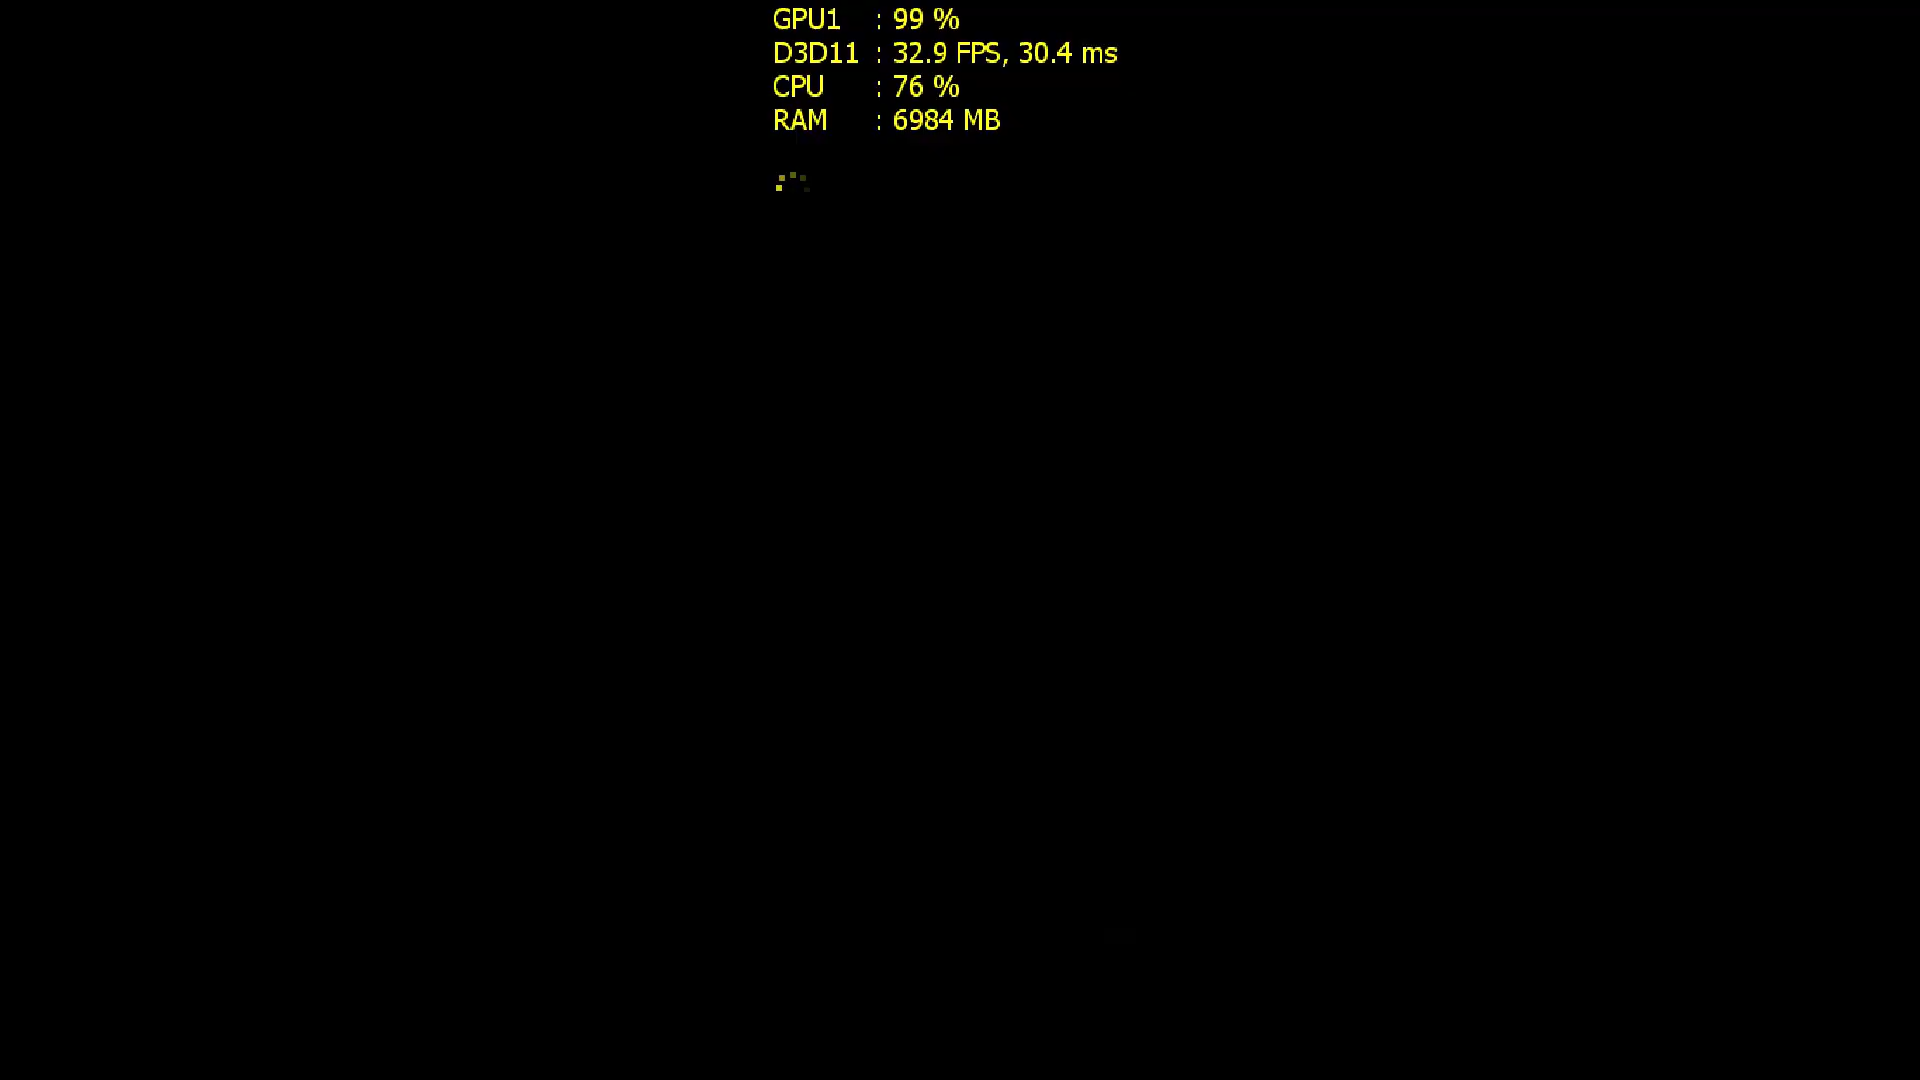 GPU1 : 99 %
D3D11 : 32.9 FPS, 30.4 ms
CPU : 76 %
RAM : 6984 MB